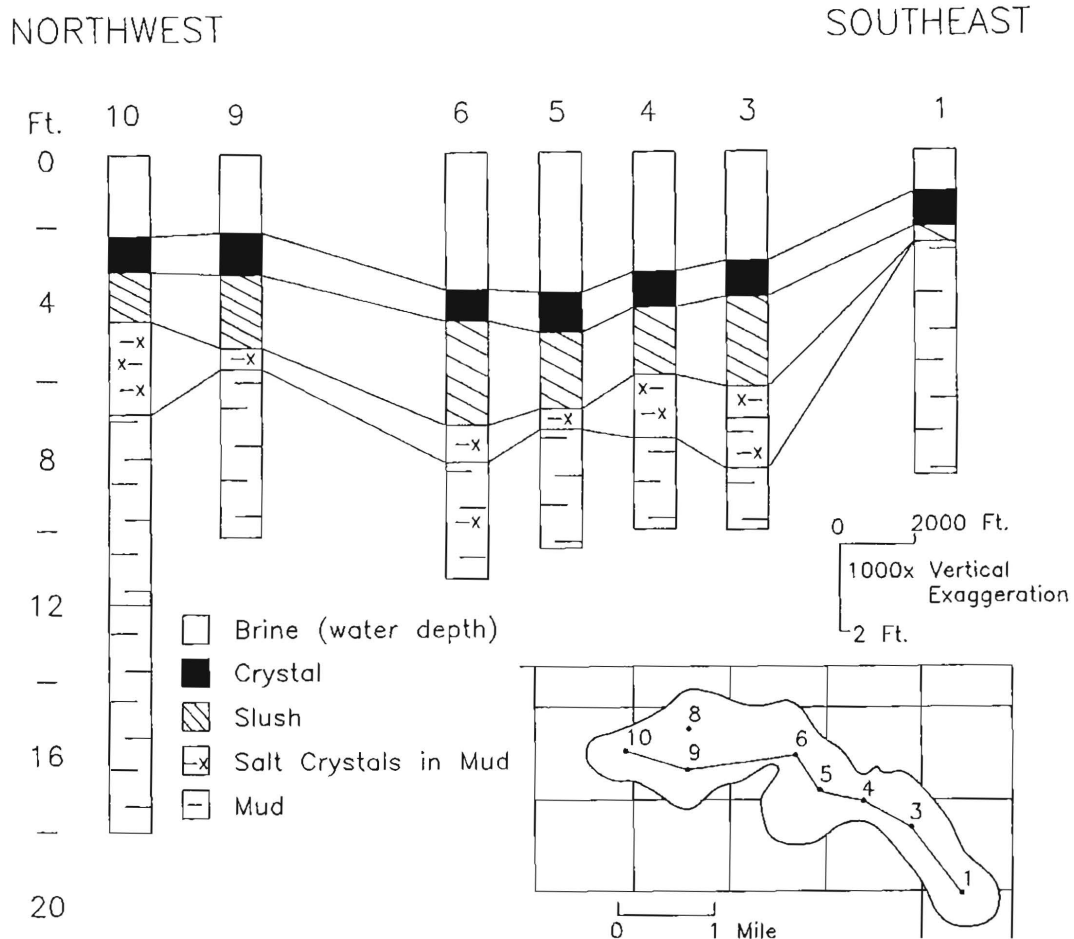 NORTHWEST
SOUTHEAST
Ft.
10 9 6 5 4 3 1
0
4
8
12
16
20
0 2000 Ft.
1000x Vertical
Exaggeration
2 Ft.
Brine (water depth)
Crystal
Slush
Salt Crystals in Mud
Mud
8
10
9
6
5
4
3
1
0 1 Mile